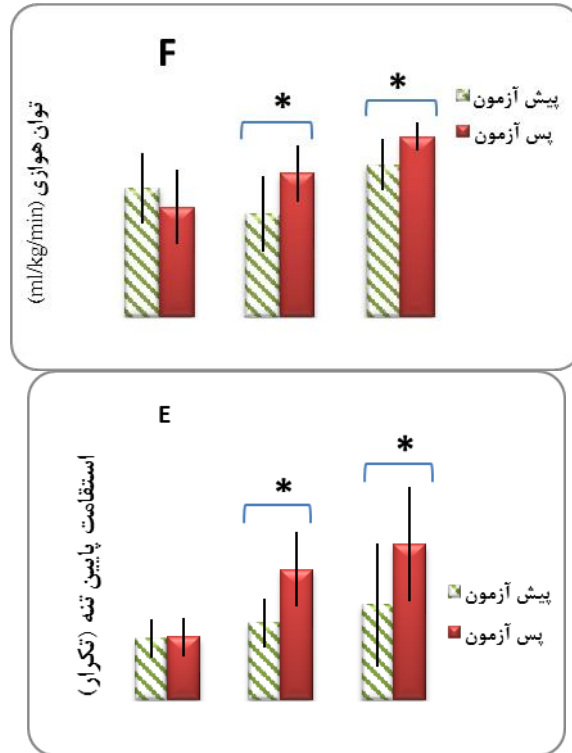 F
*
*
پیش آزمون
پس آزمون
توان هوازی (ml/kg/min)
E
*
*
پیش آزمون
پس آزمون
استقامت پایین تنه (تکرار)